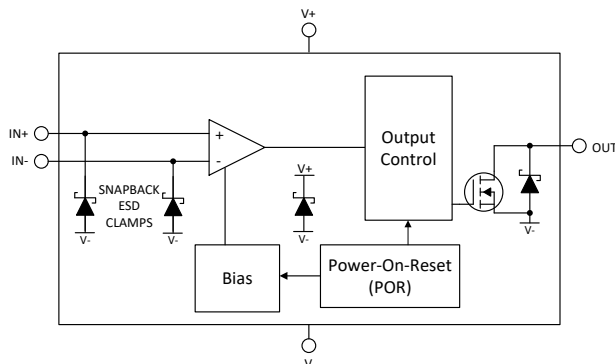 V+
IN+
IN-
+
-
SNAPBACK
ESD
CLAMPS
V-
V-
V+
V-
Output
Control
OUT
V-
Bias
Power-On-Reset
(POR)
V